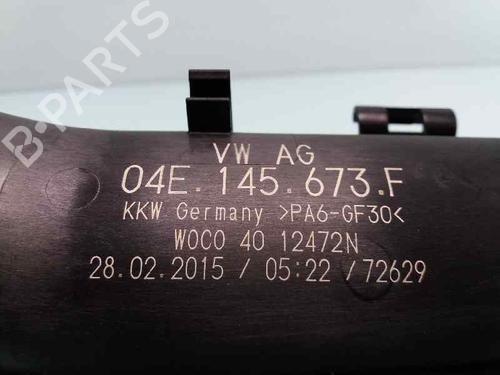 VW AG
04E.145.673.F
KKW Germany >PA6-GF30<
WOCO 40 12472N
28.02.2015 / 05:22 /72629
B-PARTS